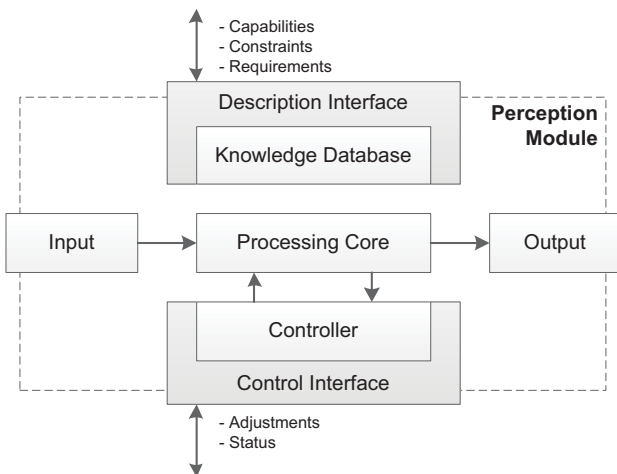 - Capabilities
- Constraints
- Requirements
Description Interface
Perception
Module
Knowledge Database
Input
Processing Core
Output
Controller
Control Interface
- Adjustments
- Status